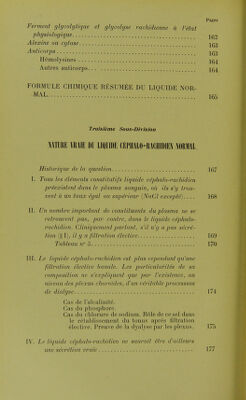 Pages
Ferment glycolytique et glycolyse rachidienne à l'état
physiologique 162
Alexine ou cytase 163
Anticorps 163
Hémolysines 164
Autres anticorps 164
FORMULE CHIMIQUE RÉSUMÉE DU LIQUIDE NOR-
MAL 165
Troisième Sous-Division
NATURE VRAIE DU LIQUIDE CÉPHALO-RACHIDIEN NORMAL
Historique de la question 167
I. Tous les éléments constitutifs liquide céphalo-rachidien
préexistent dans le plasma sanguin, où ils s'y trou-
vent à un taux égal ou supérieur (NaCl excepté) 168
II. Un nombre important de constituants du plasma ne se
retrouvent pas, par contre, dans le liquide céphalo-
rachidien. Cliniquement parlant, s'il n'y a pas sécré-
tion (§ I), il y a filtration élective 169
Tableau n° 5 170
III. Le liquide céphalo-rachidien est plus cependant qu'une
filtration élective banale. Les particularités de sa
composition ne s'expliquent que par l'existence, au
niveau des plexus choroïdes, d'un véritable processus
de dialyse 174
Cas de l'alcalinité.
Cas du phosphore.
Cas du chlorure de sodium. Rôle de ce sel dans
le rétablissement du tonus après filtration
élective. Preuve de la dyalyse par les plexus. 175
IV. Le liquide céphalo-rachidien ne saurait être d'ailleurs
une sécrétion vraie 177